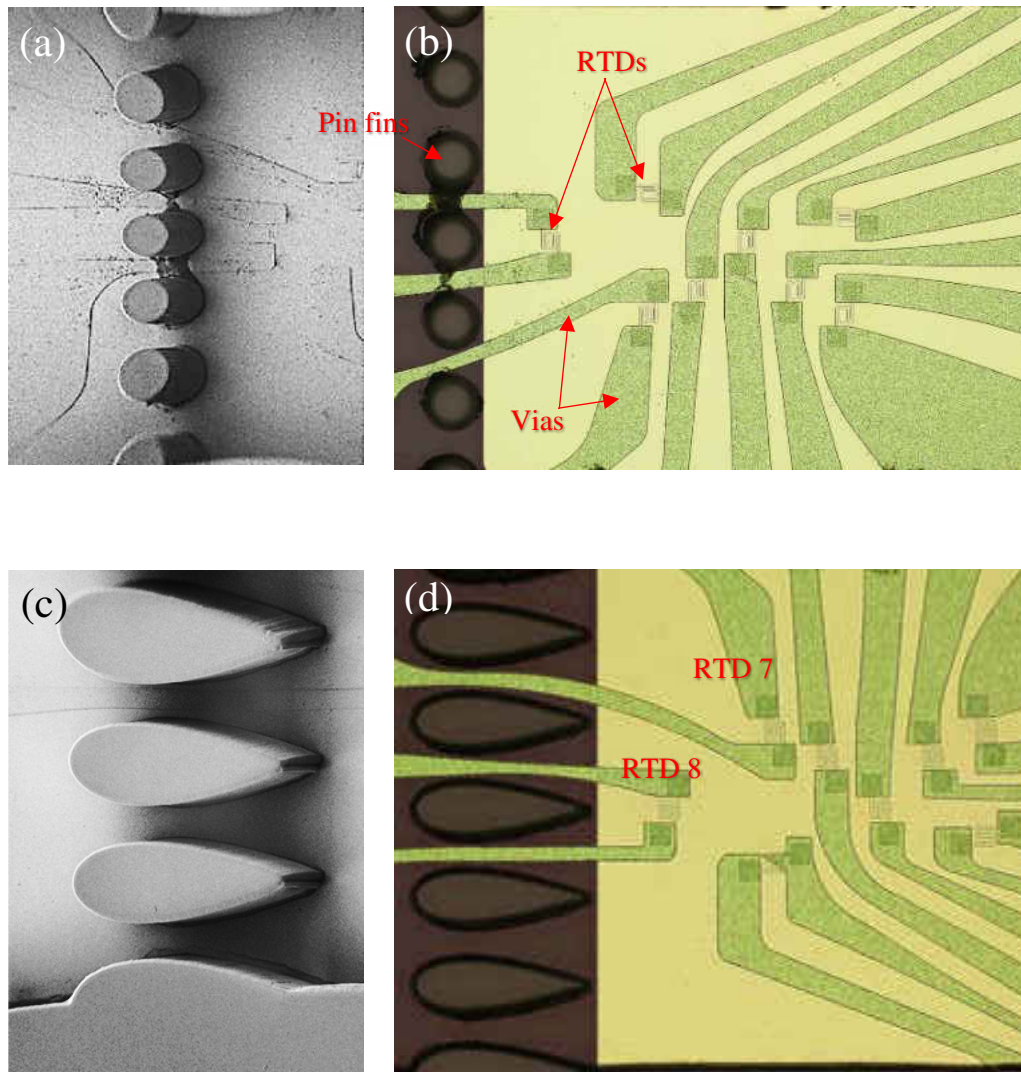 (a)
(b)
RTDs
Pin fins
Vias
(c)
(d)
RTD 7
RTD 8